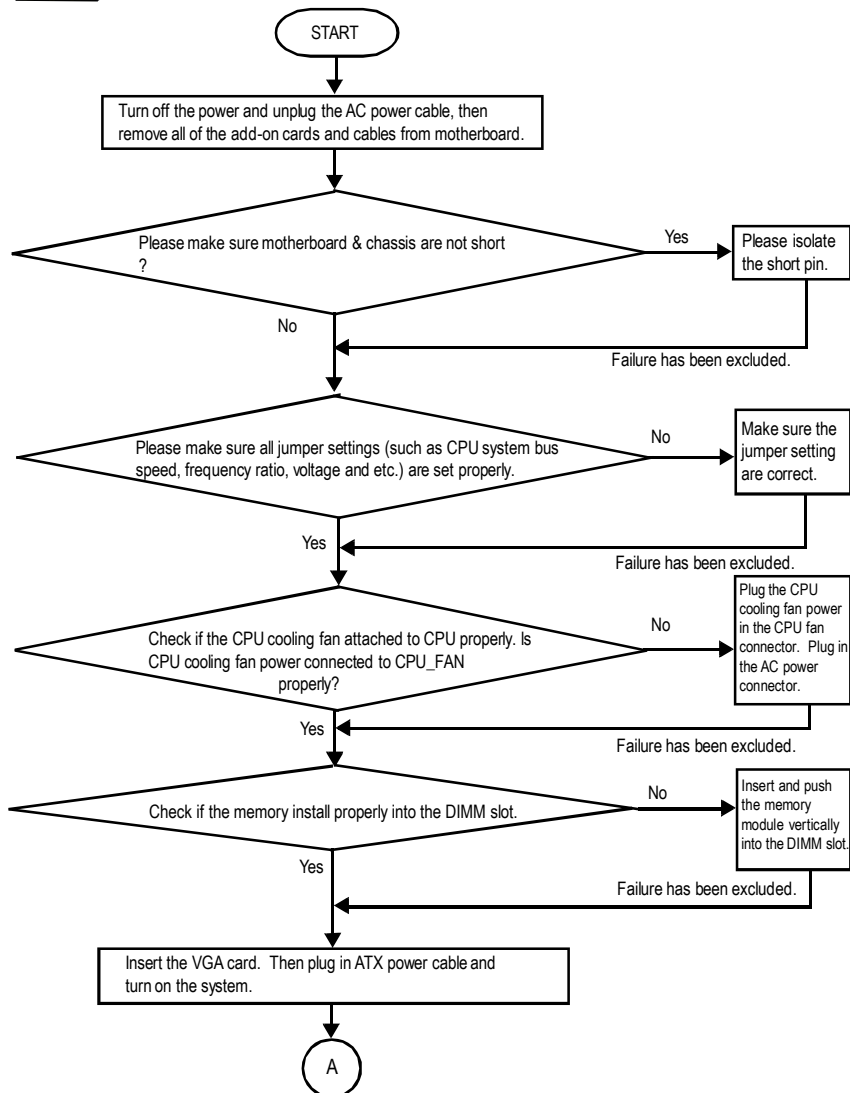 START
Turn off the power and unplug the AC power cable, then
remove all of the add-on cards and cables from motherboard.
Please make sure motherboard & chassis are not short
?
Yes
Please isolate
the short pin.
No
Failure has been excluded.
Please make sure all jumper settings (such as CPU system bus
speed, frequency ratio, voltage and etc.) are set properly.
No
Make sure the
jumper setting
are correct.
Yes
Failure has been excluded.
Check if the CPU cooling fan attached to CPU properly. Is
CPU cooling fan power connected to CPU_FAN
properly?
No
Plug the CPU
cooling fan power
in the CPU fan
connector. Plug in
the AC power
connector.
Yes
Failure has been excluded.
Check if the memory install properly into the DIMM slot.
No
Insert and push
the memory
module vertically
into the DIMM slot.
Yes
Failure has been excluded.
Insert the VGA card. Then plug in ATX power cable and
turn on the system.
A